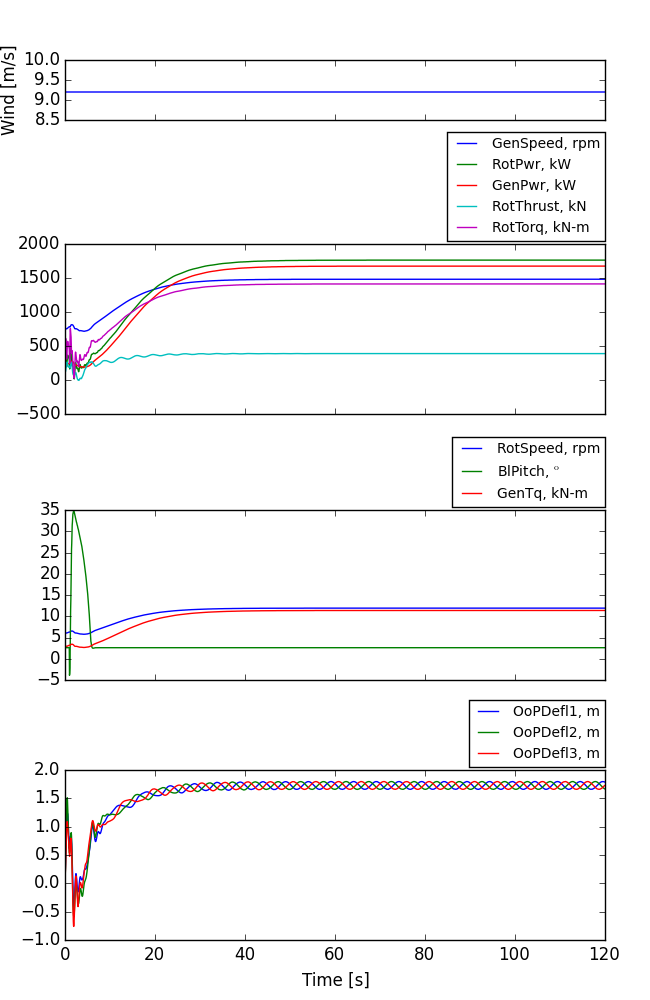 Wind [m/s]
10.0
9.5
9.0
8.5
GenSpeed, rpm
RotPwr, kW
GenPwr, kW
RotThrust, kN
RotTorq, kN-m
2000
1500
1000
500
0
−500
RotSpeed, rpm
BlPitch, °
GenTq, kN-m
35
30
25
20
15
10
5
0
−5
OoPDefl1, m
OoPDefl2, m
OoPDefl3, m
2.0
1.5
1.0
0.5
0.0
−0.5
−1.0
0 20 40 60 80 100 120
Time [s]